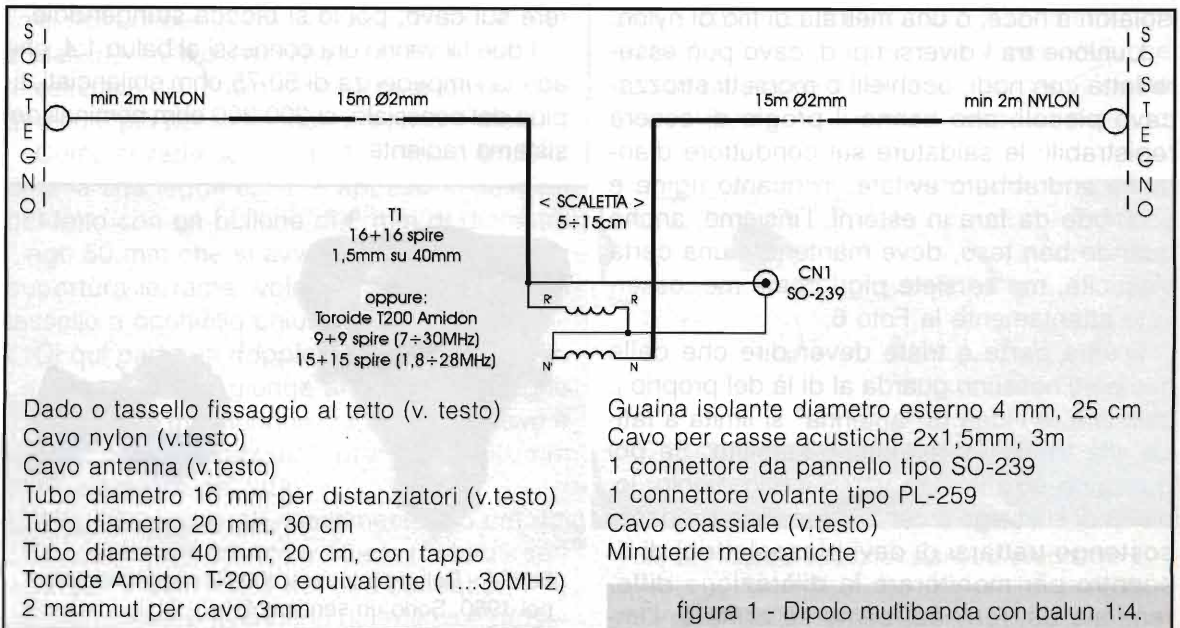 SOSTEGNO
min 2m NYLON
15m Ø2mm
15m Ø2mm
min 2m NYLON
SOSTEGNO
< SCALETTA >
5÷15cm
T1
16+16 spire
1,5mm su 40mm
oppure:
Toroide T200 Amidon
9+9 spire (7÷30MHz)
15+15 spire (1,8÷28MHz)
R'
R
N'
N
CN1
SO-239
Dado o tassello fissaggio al tetto (v. testo)
Cavo nylon (v.testo)
Cavo antenna (v.testo)
Tubo diametro 16 mm per distanziatori (v.testo)
Tubo diametro 20 mm, 30 cm
Tubo diametro 40 mm, 20 cm, con tappo
Toroide Amidon T-200 o equivalente (1..30MHz)
2 mammut per cavo 3mm
Guaina isolante diametro esterno 4 mm, 25 cm
Cavo per casse acustiche 2x1,5mm, 3m
1 connettore da pannello tipo SO-239
1 connettore volante tipo PL-259
Cavo coassiale (v.testo)
Minuterie meccaniche
figura 1 - Dipolo multibanda con balun 1:4.